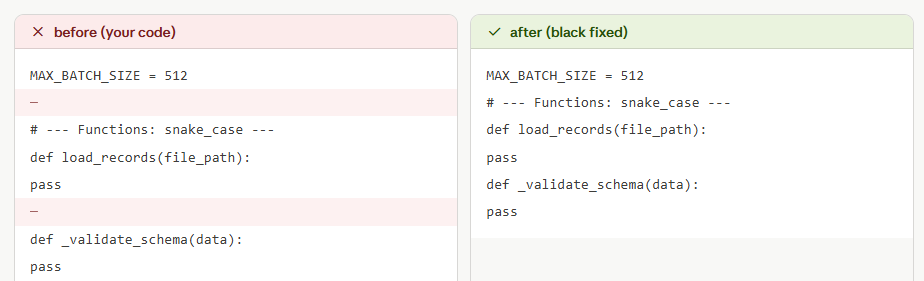 ✕ before (your code)
MAX_BATCH_SIZE = 512
—
# --- Functions: snake_case ---
def load_records(file_path):
pass
—
def _validate_schema(data):
pass
✓ after (black fixed)
MAX_BATCH_SIZE = 512
# --- Functions: snake_case ---
def load_records(file_path):
pass
def _validate_schema(data):
pass